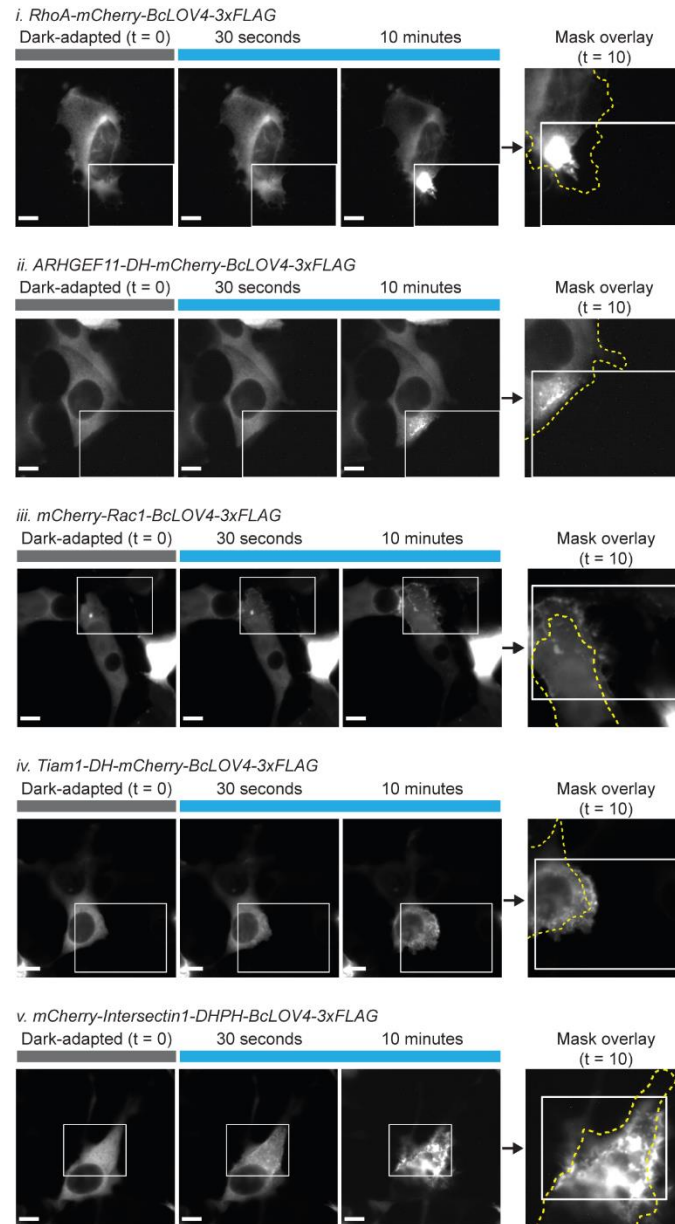 i. RhoA-mCherry-BcLOV4-3xFLAG
Dark-adapted (t = 0) 30 seconds 10 minutes Mask overlay
(t = 10)
ii. ARHGEF11-DH-mCherry-BcLOV4-3xFLAG
Dark-adapted (t = 0) 30 seconds 10 minutes Mask overlay
(t = 10)
iii. mCherry-Rac1-BcLOV4-3xFLAG
Dark-adapted (t = 0) 30 seconds 10 minutes Mask overlay
(t = 10)
iv. Tiam1-DH-mCherry-BcLOV4-3xFLAG
Dark-adapted (t = 0) 30 seconds 10 minutes Mask overlay
(t = 10)
v. mCherry-Intersectin1-DHPH-BcLOV4-3xFLAG
Dark-adapted (t = 0) 30 seconds 10 minutes Mask overlay
(t = 10)